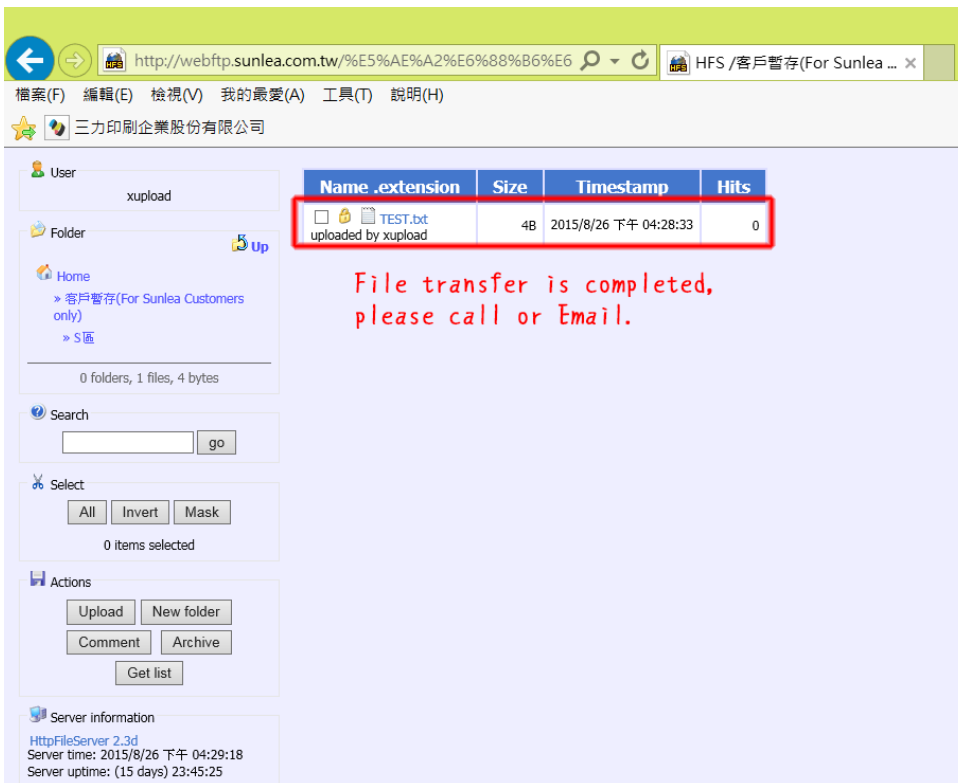 http://webftp.sunlea.com.tw/%E5%AE%A2%E6%88%B6%E6
HFS /客戶暫存(For Sunlea ...
檔案(F) 編輯(E) 檢視(V) 我的最愛(A) 工具(T) 說明(H)
三力印刷企業股份有限公司
User
xupload
Folder
Up
Home
» 客戶暫存(For Sunlea Customers
only)
» S區
0 folders, 1 files, 4 bytes
Search
go
Select
All Invert Mask
0 items selected
Actions
Upload New folder
Comment Archive
Get list
Server information
HttpFileServer 2.3d
Server time: 2015/8/26 下午 04:29:18
Server uptime: (15 days) 23:45:25
Name .extension Size Timestamp Hits
TEST.txt 4B 2015/8/26 下午 04:28:33 0
uploaded by xupload
File transfer is completed,
please call or Email.